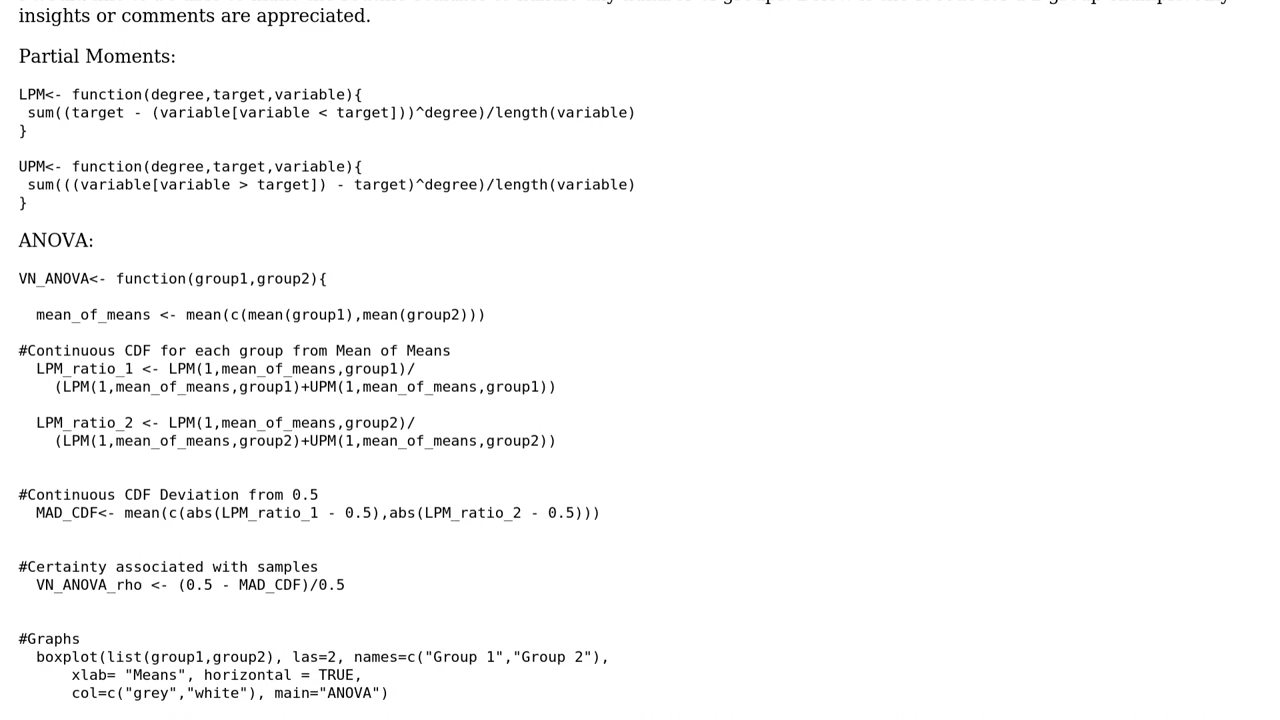 insights or comments are appreciated.
Partial Moments:
LPM<- function(degree,target,variable){
 sum((target - (variable[variable < target]))^degree)/length(variable)
}
UPM<- function(degree,target,variable){
 sum(((variable[variable > target]) - target)^degree)/length(variable)
}
ANOVA:
VN_ANOVA<- function(group1,group2){
  mean_of_means <- mean(c(mean(group1),mean(group2)))
#Continuous CDF for each group from Mean of Means
  LPM_ratio_1 <- LPM(1,mean_of_means,group1)/
    (LPM(1,mean_of_means,group1)+UPM(1,mean_of_means,group1))
  LPM_ratio_2 <- LPM(1,mean_of_means,group2)/
    (LPM(1,mean_of_means,group2)+UPM(1,mean_of_means,group2))
#Continuous CDF Deviation from 0.5
  MAD_CDF<- mean(c(abs(LPM_ratio_1 - 0.5),abs(LPM_ratio_2 - 0.5)))
#Certainty associated with samples
  VN_ANOVA_rho <- (0.5 - MAD_CDF)/0.5
#Graphs
  boxplot(list(group1,group2), las=2, names=c("Group 1","Group 2"),
      xlab= "Means", horizontal = TRUE,
      col=c("grey","white"), main="ANOVA")